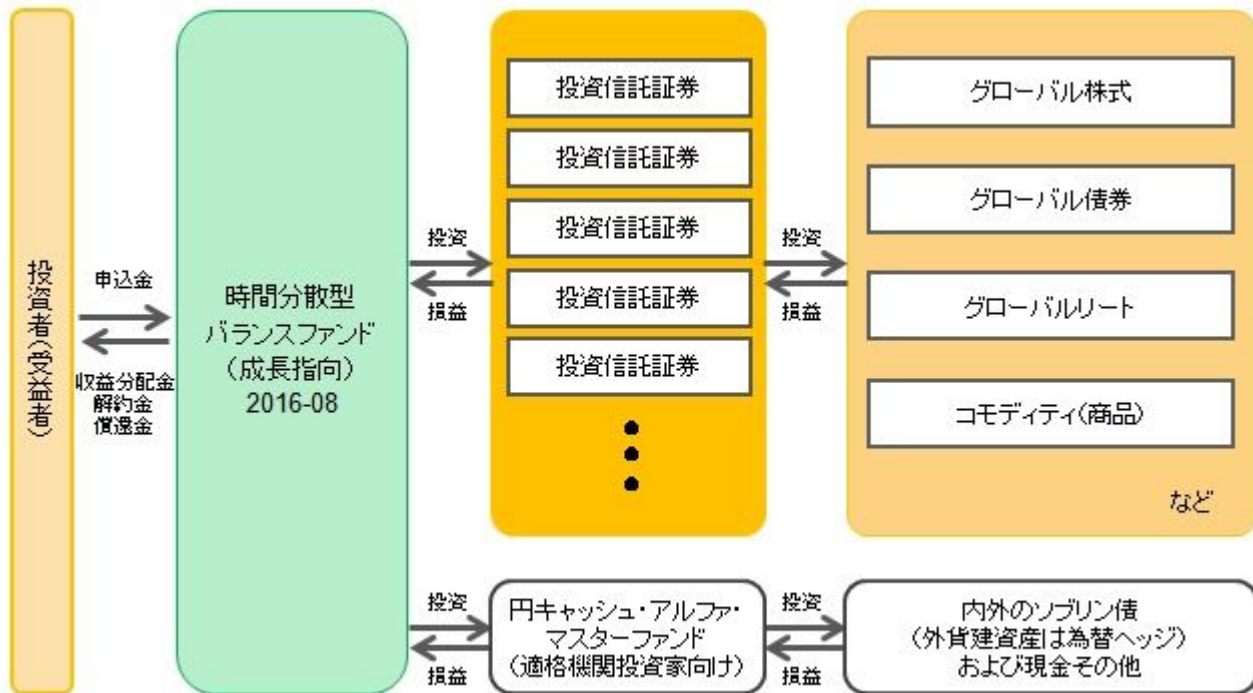 投資者(受益者)
申込金
収益分配金
解約金
償還金
時間分散型
バランスファンド
(成長指向)
2016-08
投資
損益
投資信託証券
投資信託証券
投資信託証券
投資信託証券
投資信託証券
投資
損益
グローバル株式
グローバル債券
グローバルリート
コモディティ(商品)
など
投資
損益
円キャッシュ・アルファ・
マスターファンド
(適格機関投資家向け)
投資
損益
内外のソブリン債
(外貨建資産は為替ヘッジ)
および現金その他